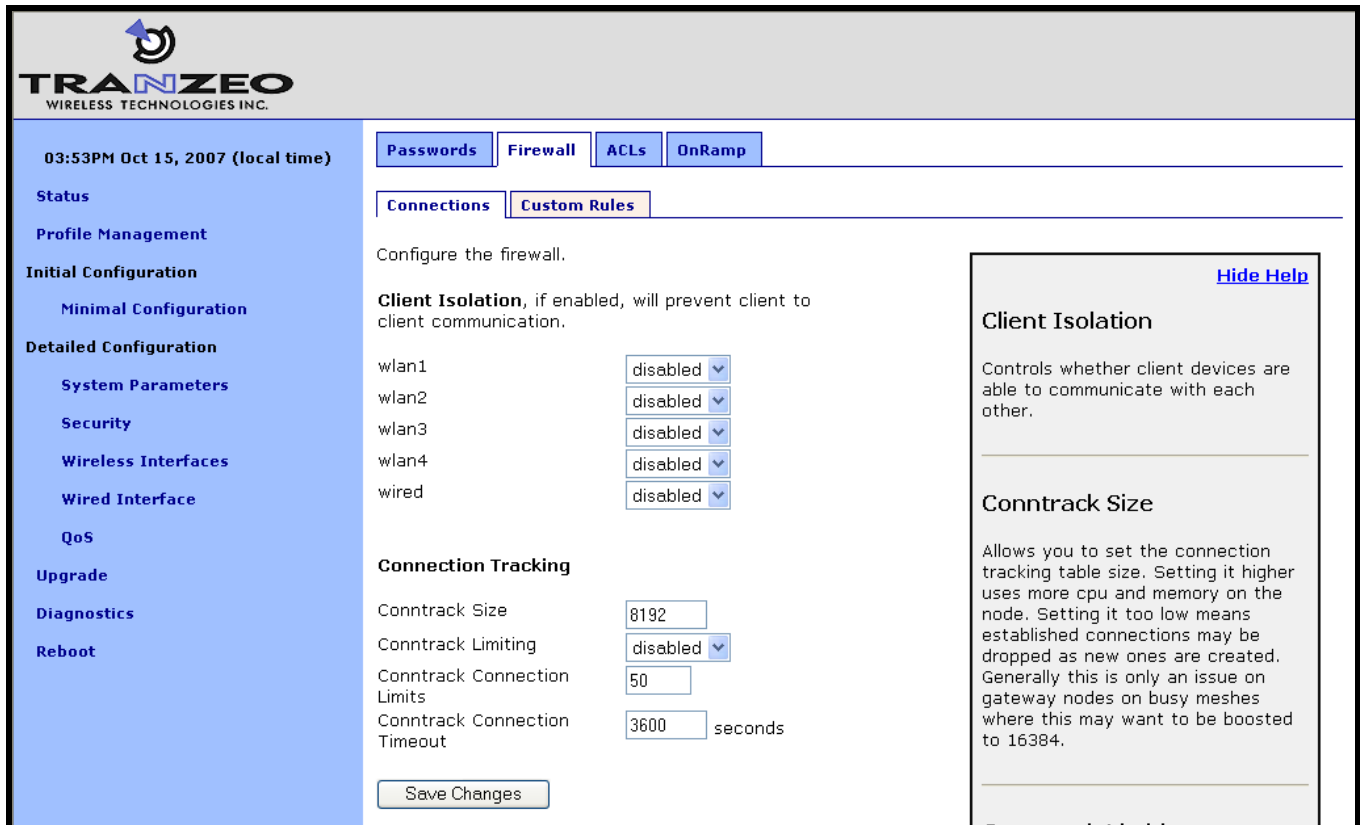 TRANZEO
WIRELESS TECHNOLOGIES INC.
03:53PM Oct 15, 2007 (local time)
Status
Profile Management
Initial Configuration
Minimal Configuration
Detailed Configuration
System Parameters
Security
Wireless Interfaces
Wired Interface
QoS
Upgrade
Diagnostics
Reboot
Passwords Firewall ACLs OnRamp
Connections Custom Rules
Configure the firewall.
Client Isolation, if enabled, will prevent client to
client communication.
wlan1 disabled
wlan2 disabled
wlan3 disabled
wlan4 disabled
wired disabled
Connection Tracking
Conntrack Size 8192
Conntrack Limiting disabled
Conntrack Connection
Limits 50
Conntrack Connection
Timeout 3600 seconds
Save Changes
Hide Help
Client Isolation
Controls whether client devices are
able to communicate with each
other.
Conntrack Size
Allows you to set the connection
tracking table size. Setting it higher
uses more cpu and memory on the
node. Setting it too low means
established connections may be
dropped as new ones are created.
Generally this is only an issue on
gateway nodes on busy meshes
where this may want to be boosted
to 16384.